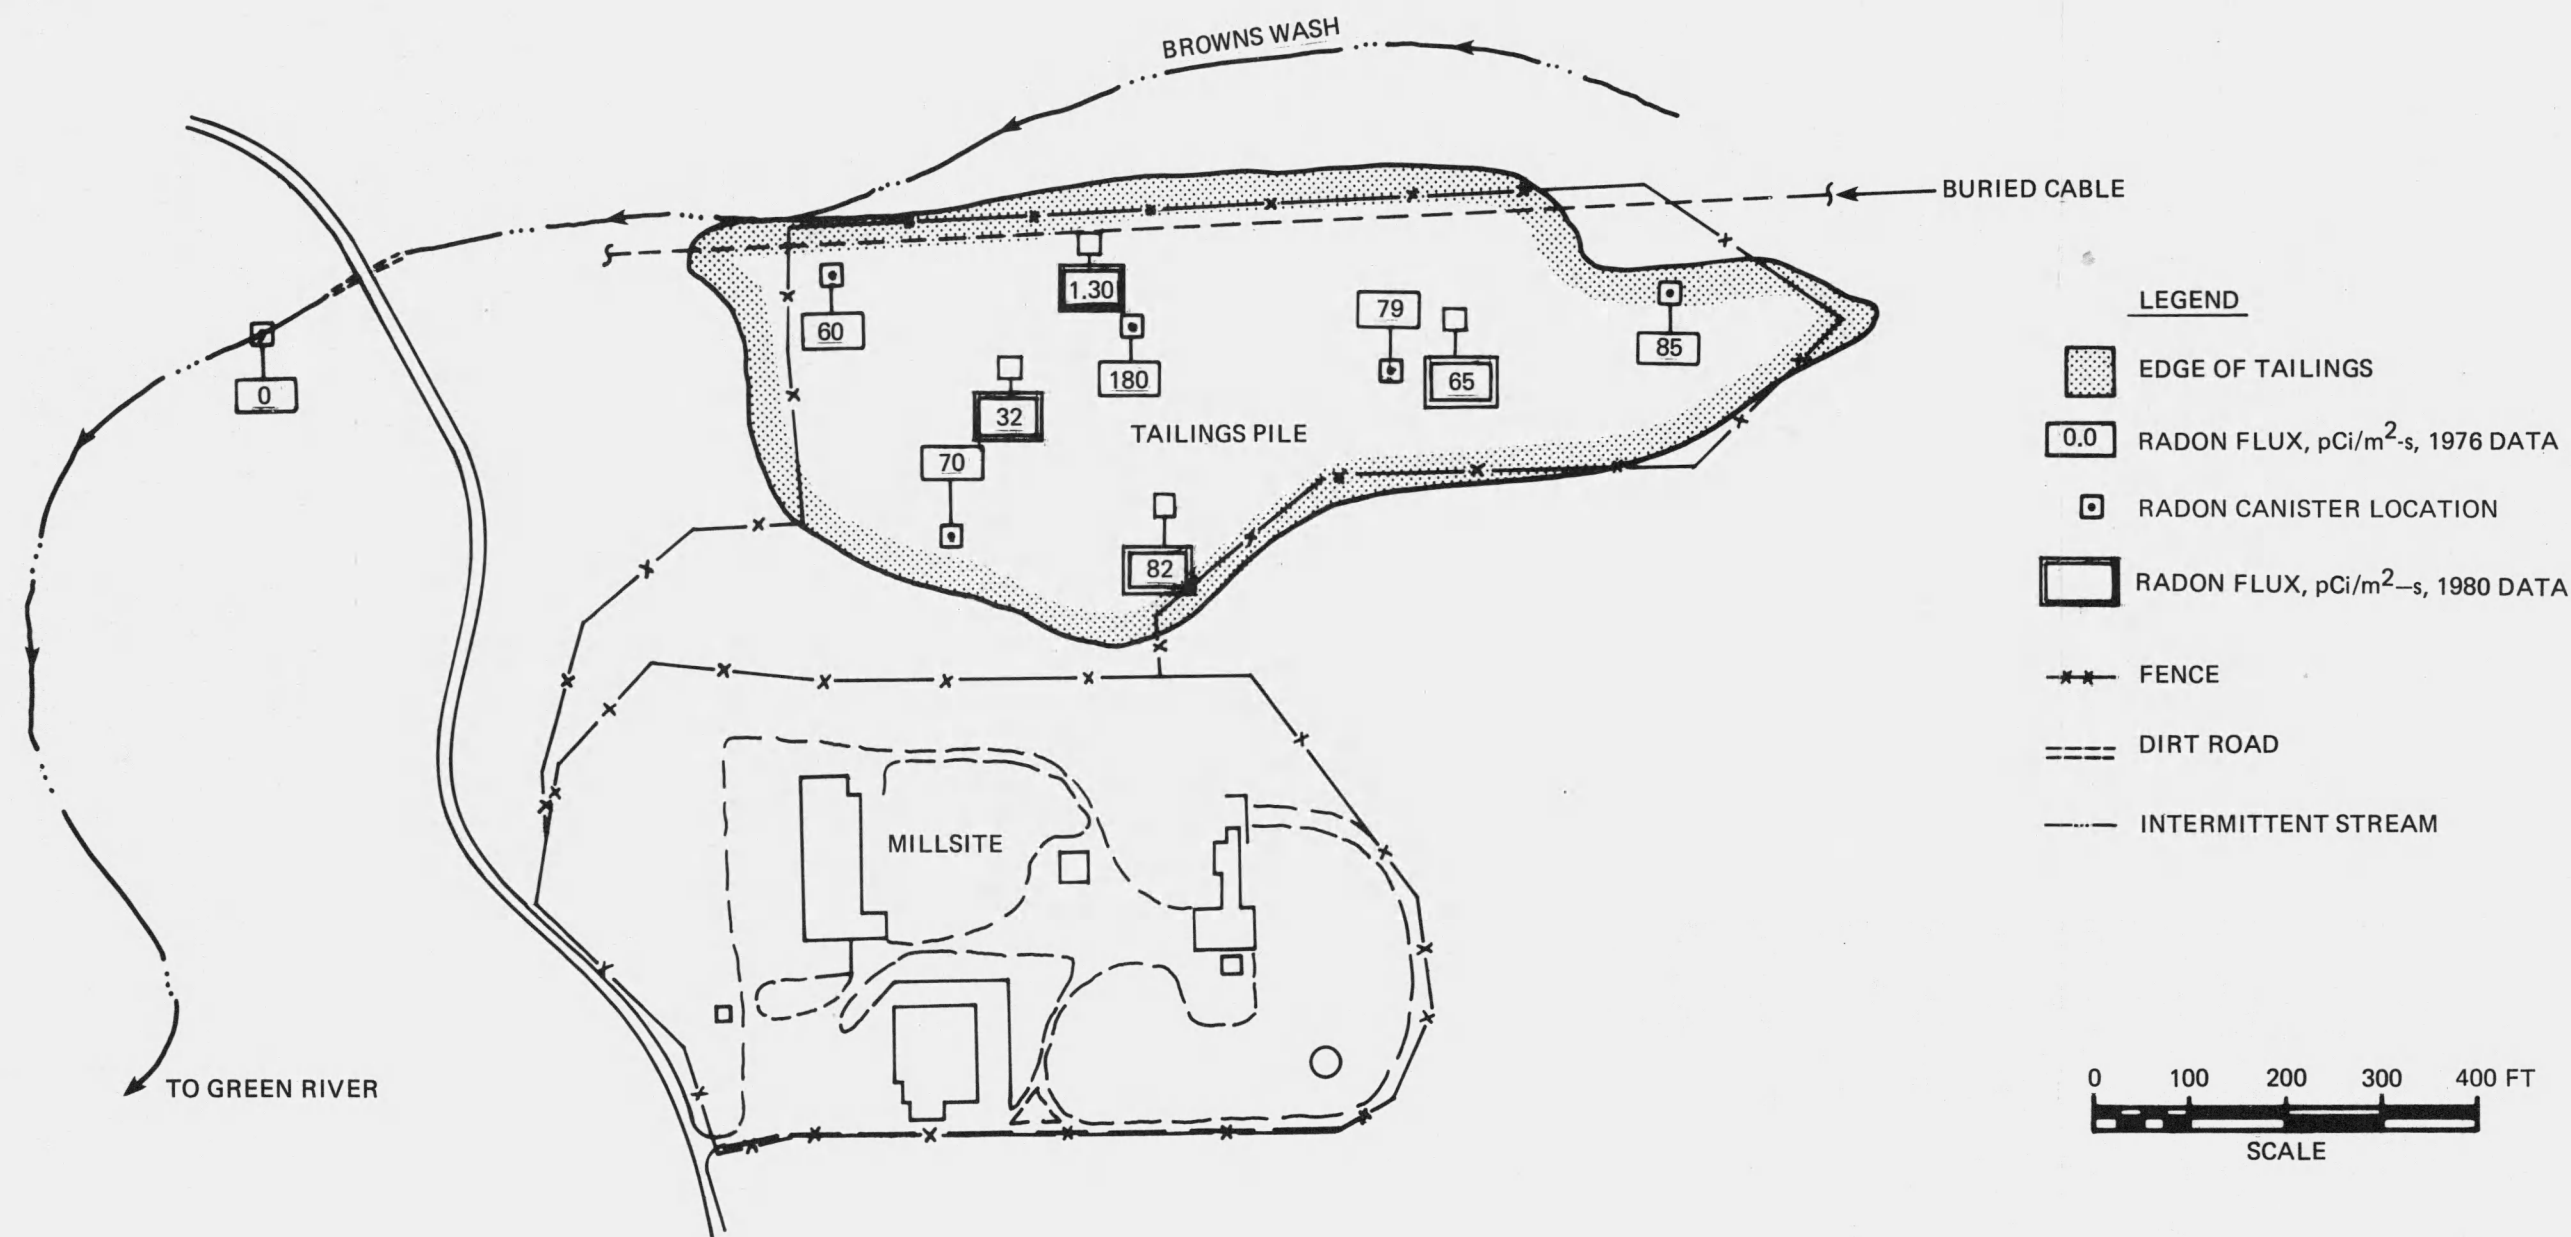 BROWNS WASH
BURIED CABLE
60
1.30
180
79
65
85
0
32
70
TAILINGS PILE
82
MILLSITE
TO GREEN RIVER
LEGEND
EDGE OF TAILINGS
0.0 RADON FLUX, pCi/m²-s, 1976 DATA
RADON CANISTER LOCATION
RADON FLUX, pCi/m²—s, 1980 DATA
FENCE
DIRT ROAD
INTERMITTENT STREAM
0 100 200 300 400 FT
SCALE